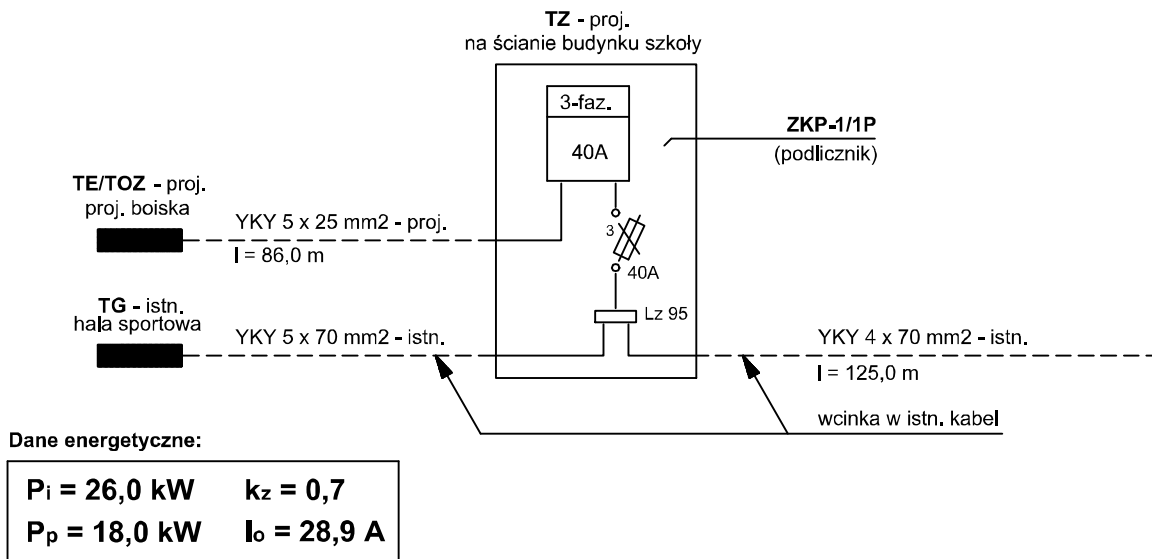 TZ - proj.
na ścianie budynku szkoły
3-faz.
40A
ZKP-1/1P
(podlicznik)
TE/TOZ - proj.
proj. boiska
YKY 5 x 25 mm2 - proj.
l = 86,0 m
3
40A
TG - istn.
hala sportowa
Lz 95
YKY 5 x 70 mm2 - istn.
YKY 4 x 70 mm2 - istn.
l = 125,0 m
wcinka w istn. kabel
Dane energetyczne:
Pi = 26,0 kW kz = 0,7
Pp = 18,0 kW Io = 28,9 A